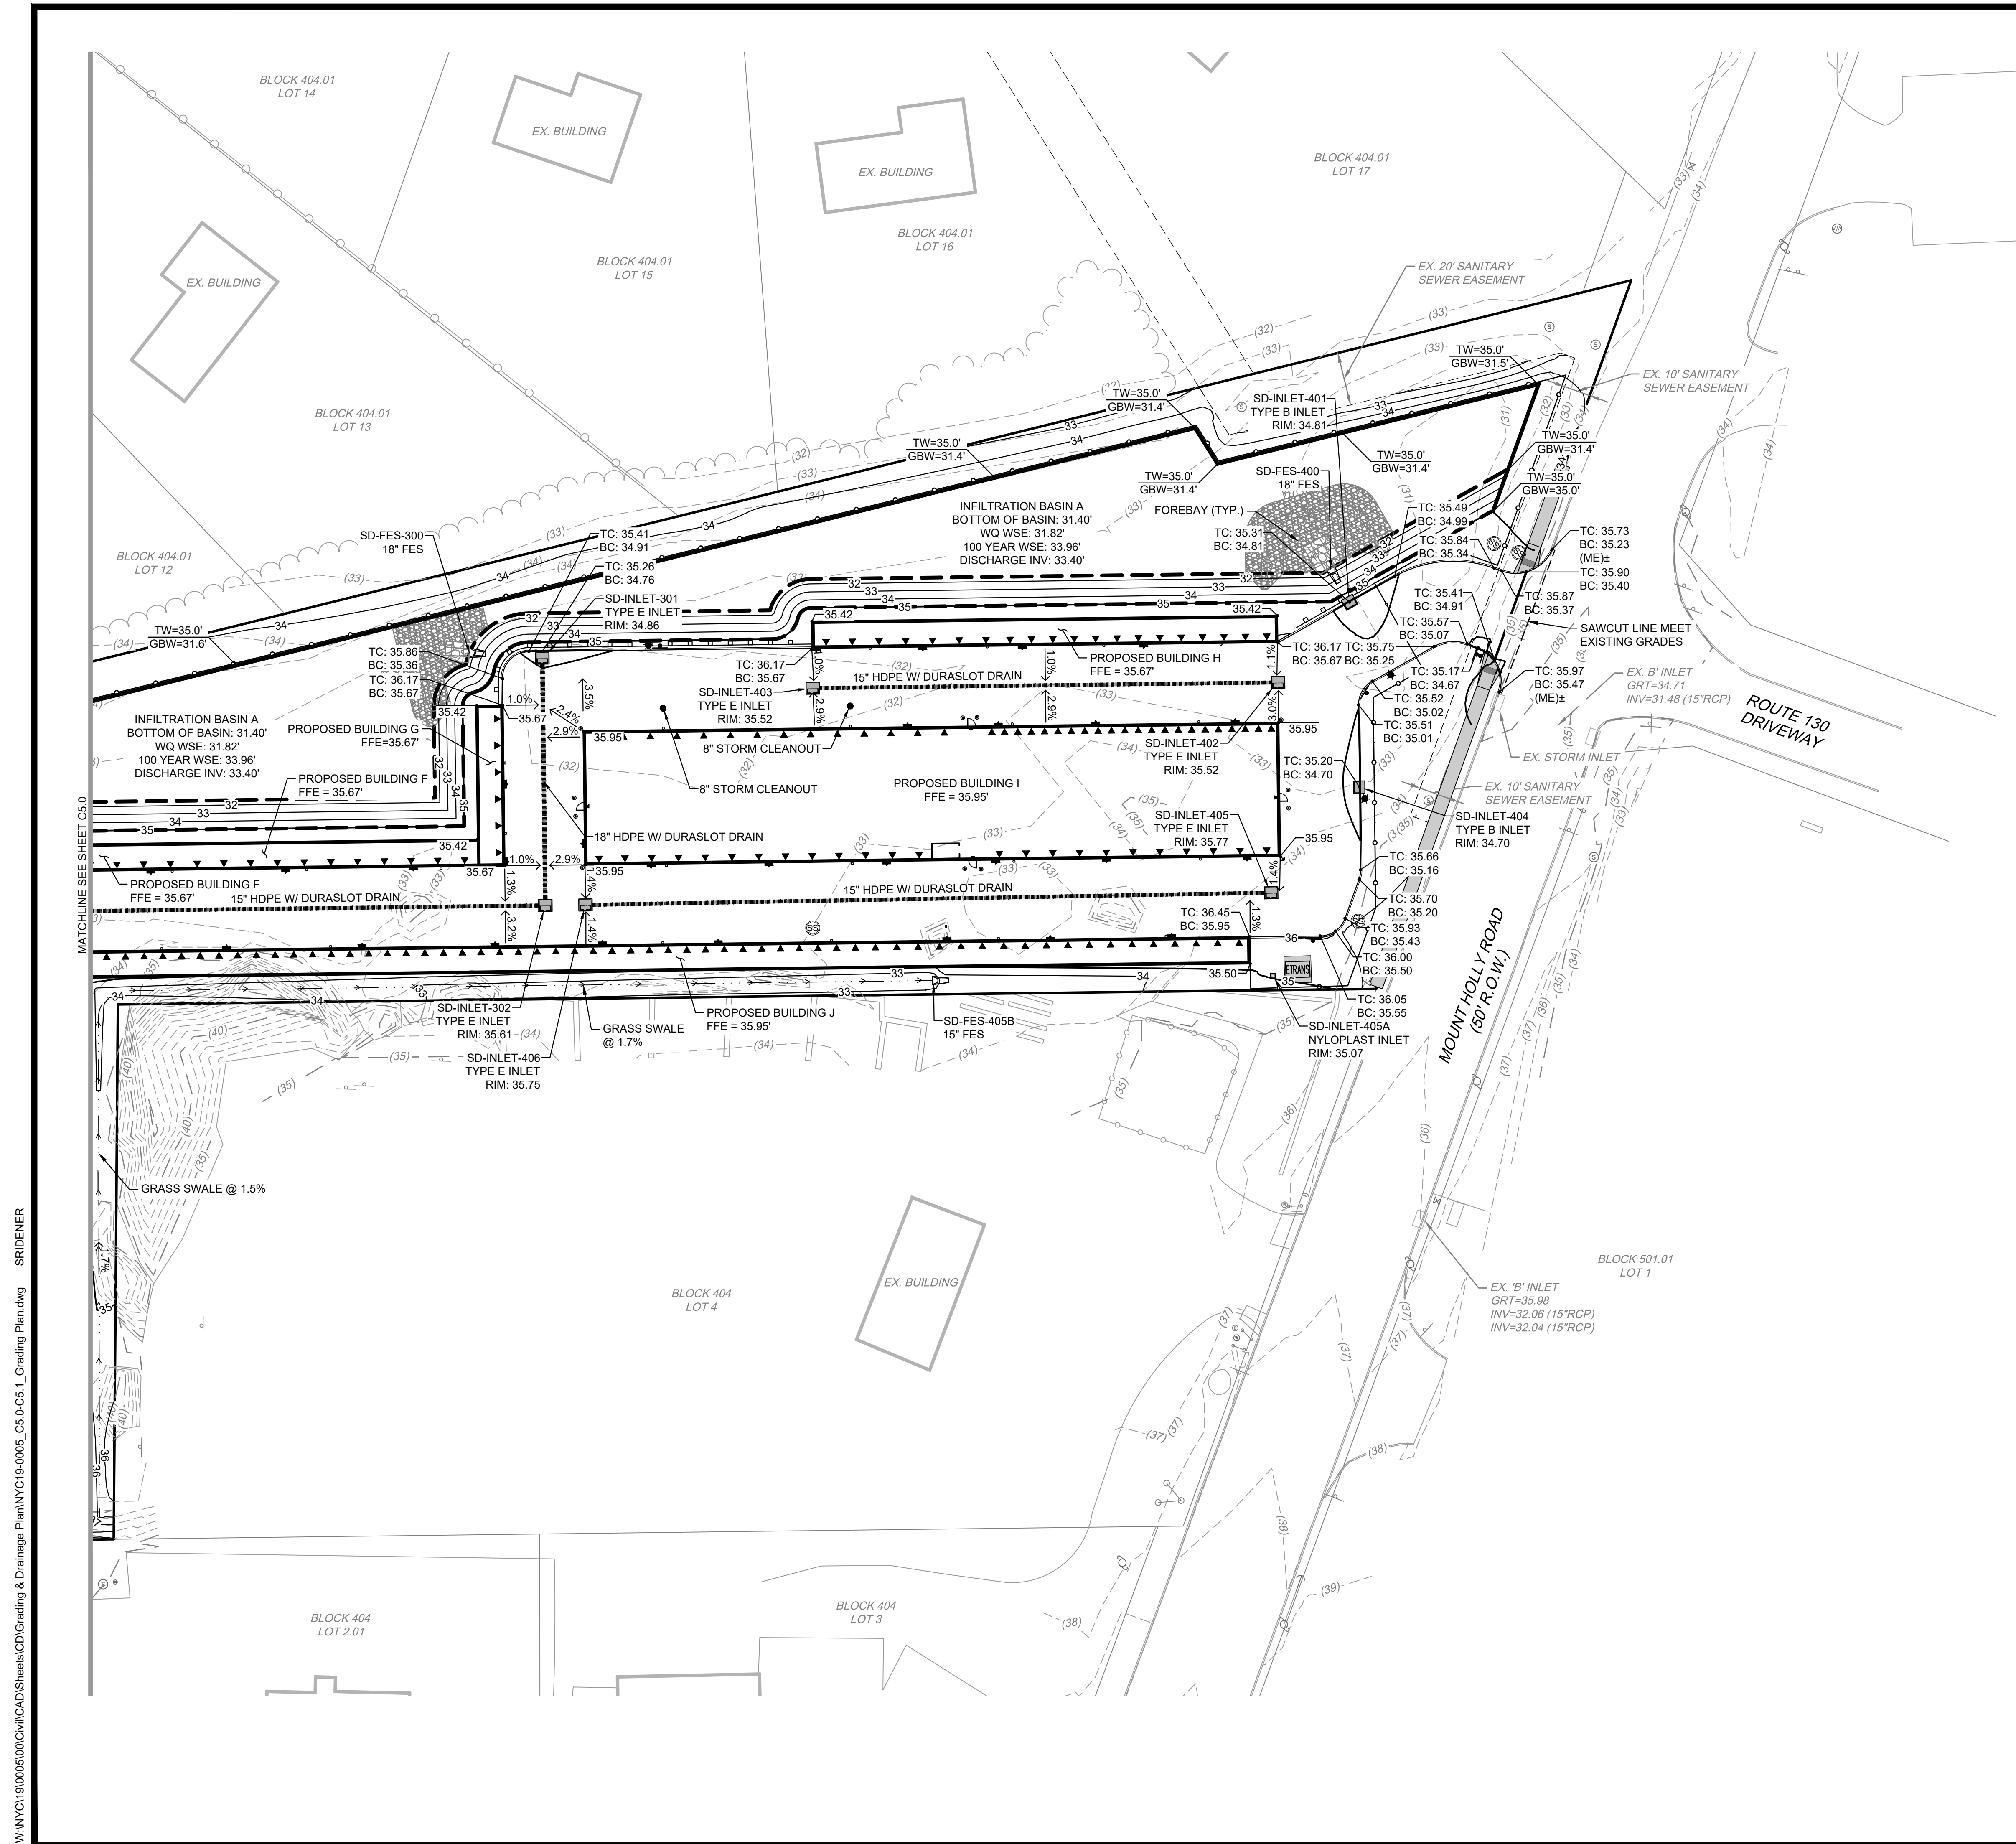 BLOCK 404.01
LOT 14
EX. BUILDING
EX. BUILDING
BLOCK 404.01
LOT 17
BLOCK 404.01
LOT 16
BLOCK 404.01
LOT 15
EX. BUILDING
BLOCK 404.01
LOT 13
BLOCK 404.01
LOT 12
EX. 20' SANITARY
SEWER EASEMENT
EX. 10' SANITARY
SEWER EASEMENT
TW=35.0'
GBW=31.5'
TW=35.0'
GBW=31.4'
SD-INLET-401
TYPE B INLET
RIM: 34.81
TW=35.0'
GBW=31.4'
TW=35.0'
GBW=31.4'
TW=35.0'
GBW=31.4'
TW=35.0'
GBW=31.4'
TW=35.0'
GBW=35.0'
SD-FES-400
18" FES
FOREBAY (TYP.)
TC: 35.31
BC: 34.81
INFILTRATION BASIN A
BOTTOM OF BASIN: 31.40'
WQ WSE: 31.82'
100 YEAR WSE: 33.96'
DISCHARGE INV: 33.40'
TC: 35.49
BC: 34.99
TC: 35.84
BC: 35.34
TC: 35.73
BC: 35.23
(ME)±
TC: 35.90
BC: 35.40
TC: 35.87
BC: 35.37
SAWCUT LINE MEET
EXISTING GRADES
SD-FES-300
18" FES
TC: 35.41
BC: 34.91
TC: 35.26
BC: 34.76
SD-INLET-301
TYPE E INLET
RIM: 34.86
TW=35.0'
GBW=31.6'
TC: 35.86
BC: 35.36
TC: 36.17
BC: 35.67
TC: 35.41
BC: 34.91
TC: 35.57
BC: 35.07
TC: 36.17
BC: 35.67
TC: 35.75
BC: 35.25
TC: 35.17
BC: 34.67
TC: 35.52
BC: 35.02
TC: 35.51
BC: 35.01
TC: 35.97
BC: 35.47
(ME)±
EX. B' INLET
GRT=34.71
INV=31.48 (15"RCP)
ROUTE 130
DRIVEWAY
EX. STORM INLET
EX. 10' SANITARY
SEWER EASEMENT
TC: 36.17
BC: 35.67
SD-INLET-403
TYPE E INLET
RIM: 35.52
15" HDPE W/ DURASLOT DRAIN
PROPOSED BUILDING H
FFE = 35.67'
35.42
35.42
35.42
35.42
35.67
35.67
35.95
35.95
35.95
35.95
INFILTRATION BASIN A
BOTTOM OF BASIN: 31.40'
WQ WSE: 31.82'
100 YEAR WSE: 33.96'
DISCHARGE INV: 33.40'
PROPOSED BUILDING G
FFE=35.67'
PROPOSED BUILDING F
FFE = 35.67'
8" STORM CLEANOUT
8" STORM CLEANOUT
SD-INLET-402
TYPE E INLET
RIM: 35.52
PROPOSED BUILDING I
FFE = 35.95'
TC: 35.20
BC: 34.70
SD-INLET-404
TYPE B INLET
RIM: 34.70
SD-INLET-405
TYPE E INLET
RIM: 35.77
18" HDPE W/ DURASLOT DRAIN
PROPOSED BUILDING F
FFE = 35.67'
15" HDPE W/ DURASLOT DRAIN
15" HDPE W/ DURASLOT DRAIN
TC: 35.66
BC: 35.16
TC: 35.70
BC: 35.20
TC: 35.93
BC: 35.43
TC: 36.00
BC: 35.50
TC: 36.05
BC: 35.55
TC: 36.45
BC: 35.95
35.50
ETRANS
SD-INLET-405A
NYLOPLAST INLET
RIM: 35.07
MATCHLINE SEE SHEET C5.0
SD-INLET-302
TYPE E INLET
RIM: 35.61
SD-INLET-406
TYPE E INLET
RIM: 35.75
GRASS SWALE
@ 1.7%
PROPOSED BUILDING J
FFE = 35.95'
SD-FES-405B
15" FES
MOUNT HOLLY ROAD
(50' R.O.W.)
GRASS SWALE @ 1.5%
1.7%
BLOCK 404
LOT 4
EX. BUILDING
BLOCK 501.01
LOT 1
EX. 'B' INLET
GRT=35.98
INV=32.06 (15"RCP)
INV=32.04 (15"RCP)
BLOCK 404
LOT 2.01
BLOCK 404
LOT 3
W:\NYC\19\0005\00\Civil\CAD\Sheets\CD\Grading & Drainage Plan\NYC19-0005_C5.0-C5.1_Grading Plan.dwg SRIDENER